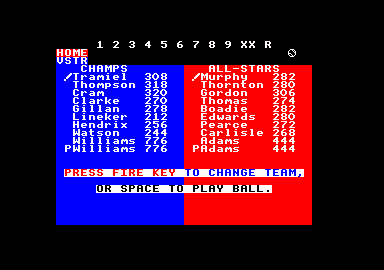 1 2 3 4 5 6 7 8 9 XX R
HOME
VSTR
CHAMPS ALL-STARS
Tramiel 308 Murphy 282
Thompson 318 Thornton 280
Cram 320 Gordon 306
Clarke 270 Thomas 274
Gillan 278 Boadie 282
Lineker 212 Edwards 280
Hendrix 256 Pearce 272
Watson 244 Carlisle 268
Williams 776 Adams 444
PWilliams 776 PAdams 444
PRESS FIRE KEY TO CHANGE TEAM,
OR SPACE TO PLAY BALL.